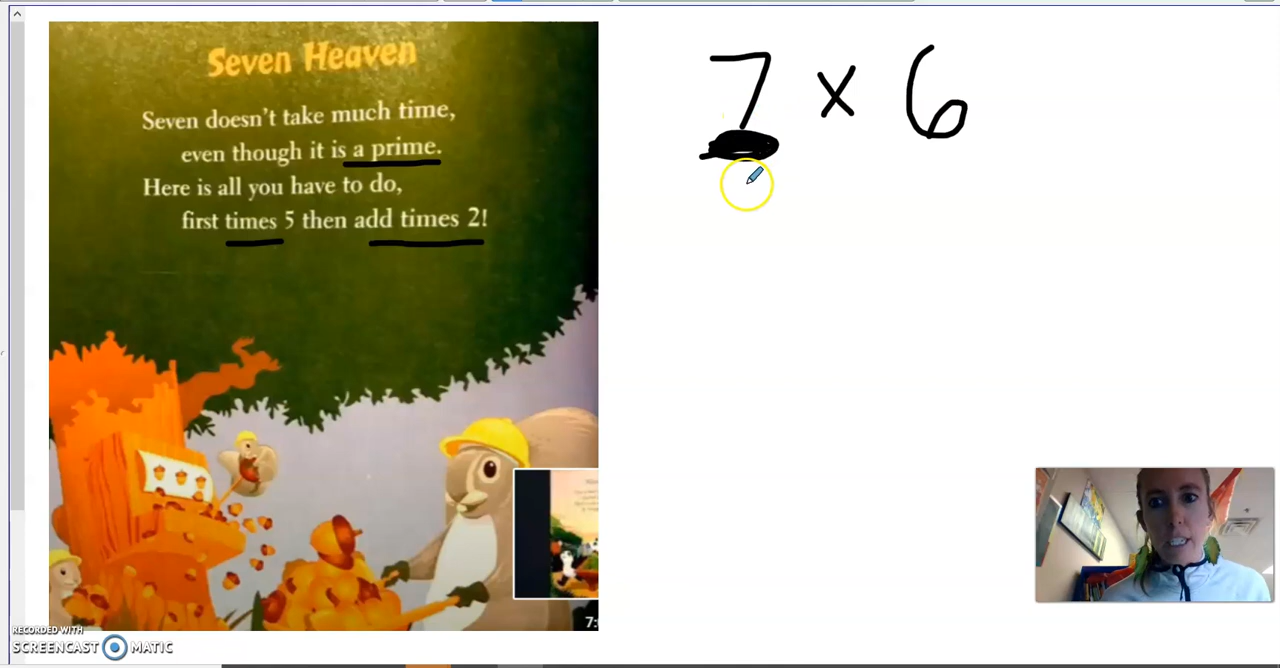 Seven Heaven
Seven doesn't take much time,
even though it is a prime.
Here is all you have to do,
first times 5 then add times 2!
7 x 6
7:
RECORDED WITH
SCREENCAST MATIC